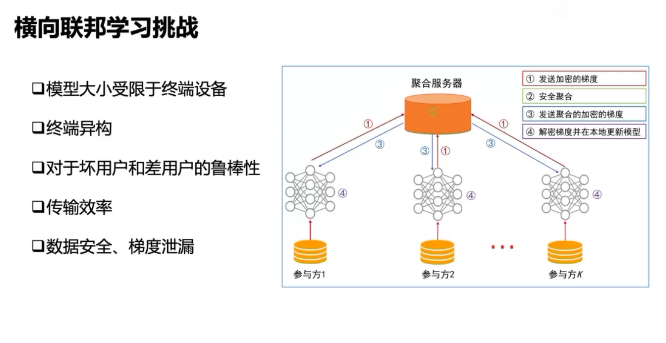 横向联邦学习挑战
❑模型大小受限于终端设备
❑终端异构
❑对于坏用户和差用户的鲁棒性
❑传输效率
❑数据安全、梯度泄漏
聚合服务器
① 发送加密的梯度
② 安全聚合
③ 发送聚合的加密的梯度
④ 解密梯度并在本地更新模型
②
① ① ①
③ ③ ③
④ ④ ④
参与方1 参与方2 ··· 参与方K